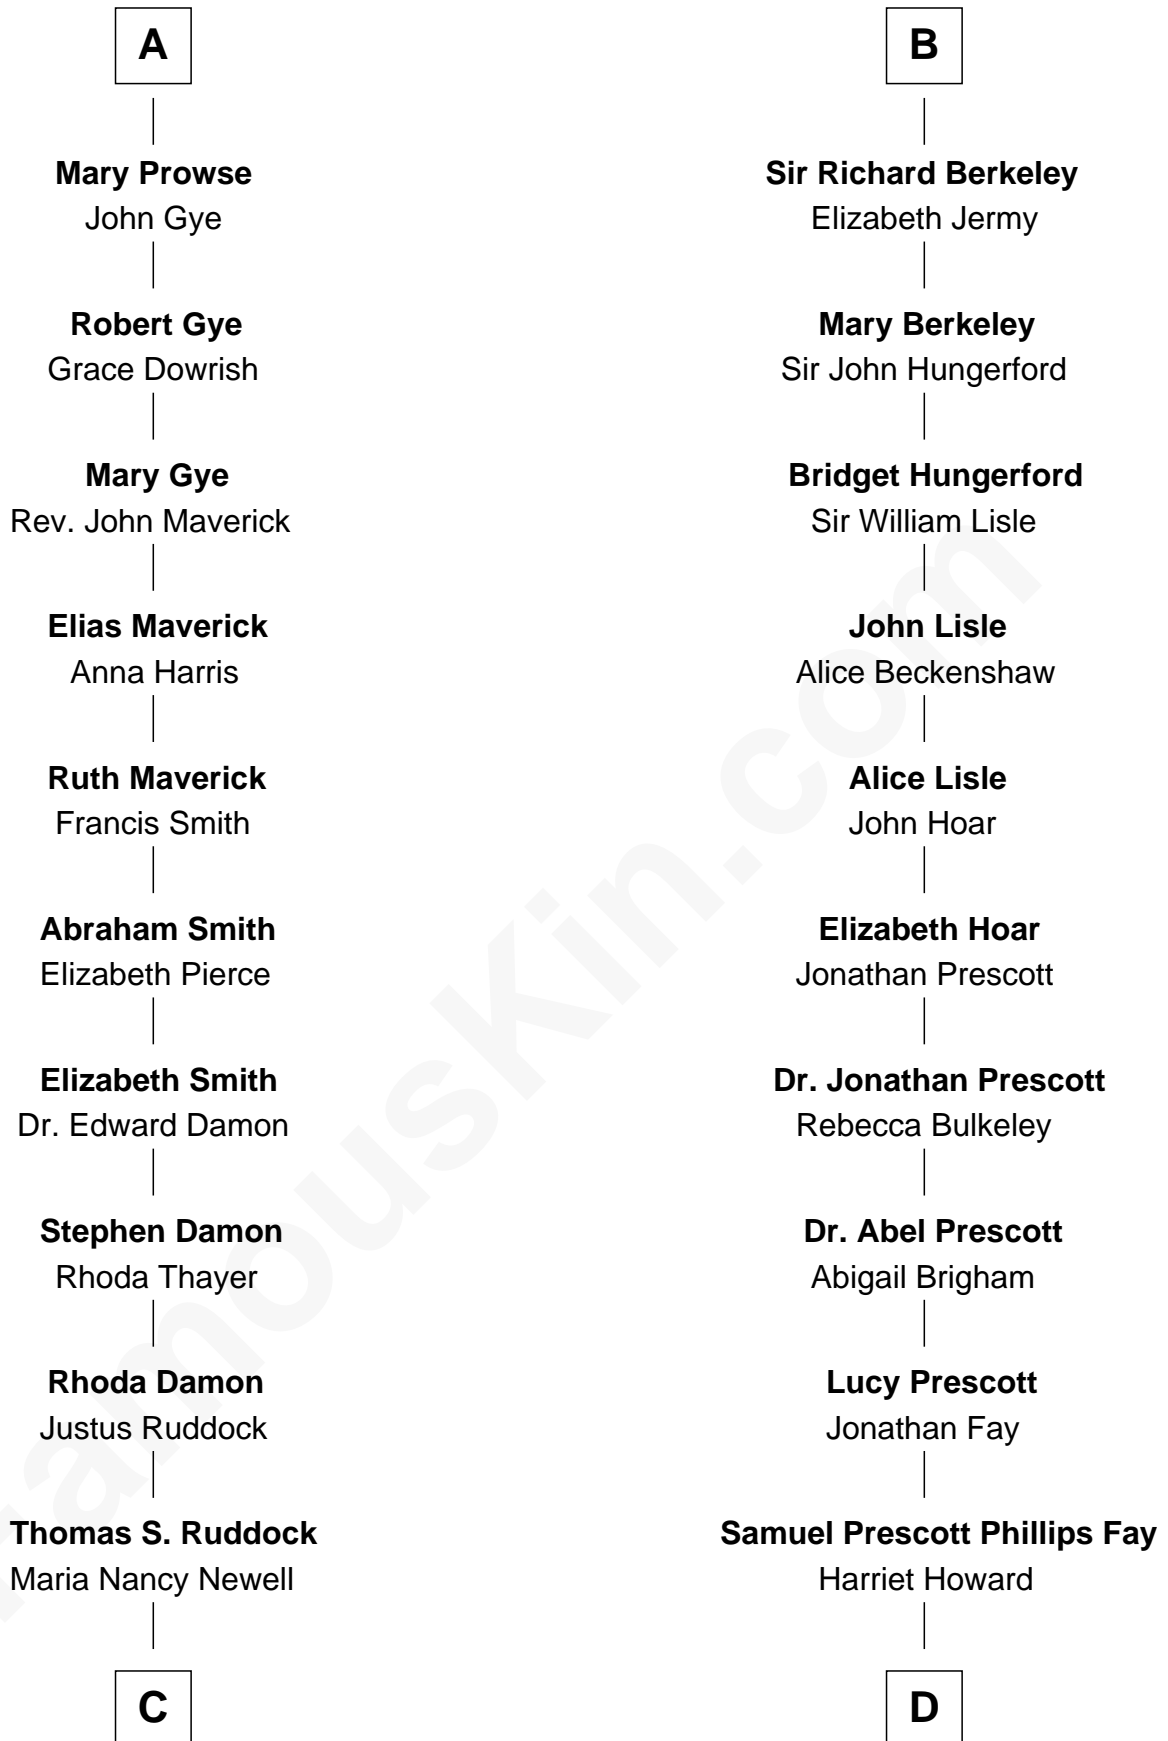 A
Mary Prowse
John Gye
Robert Gye
Grace Dowrish
Mary Gye
Rev. John Maverick
Elias Maverick
Anna Harris
Ruth Maverick
Francis Smith
Abraham Smith
Elizabeth Pierce
Elizabeth Smith
Dr. Edward Damon
Stephen Damon
Rhoda Thayer
Rhoda Damon
Justus Ruddock
Thomas S. Ruddock
Maria Nancy Newell
C
B
Sir Richard Berkeley
Elizabeth Jermy
Mary Berkeley
Sir John Hungerford
Bridget Hungerford
Sir William Lisle
John Lisle
Alice Beckenshaw
Alice Lisle
John Hoar
Elizabeth Hoar
Jonathan Prescott
Dr. Jonathan Prescott
Rebecca Bulkeley
Dr. Abel Prescott
Abigail Brigham
Lucy Prescott
Jonathan Fay
Samuel Prescott Phillips Fay
Harriet Howard
D
FamousKin.com